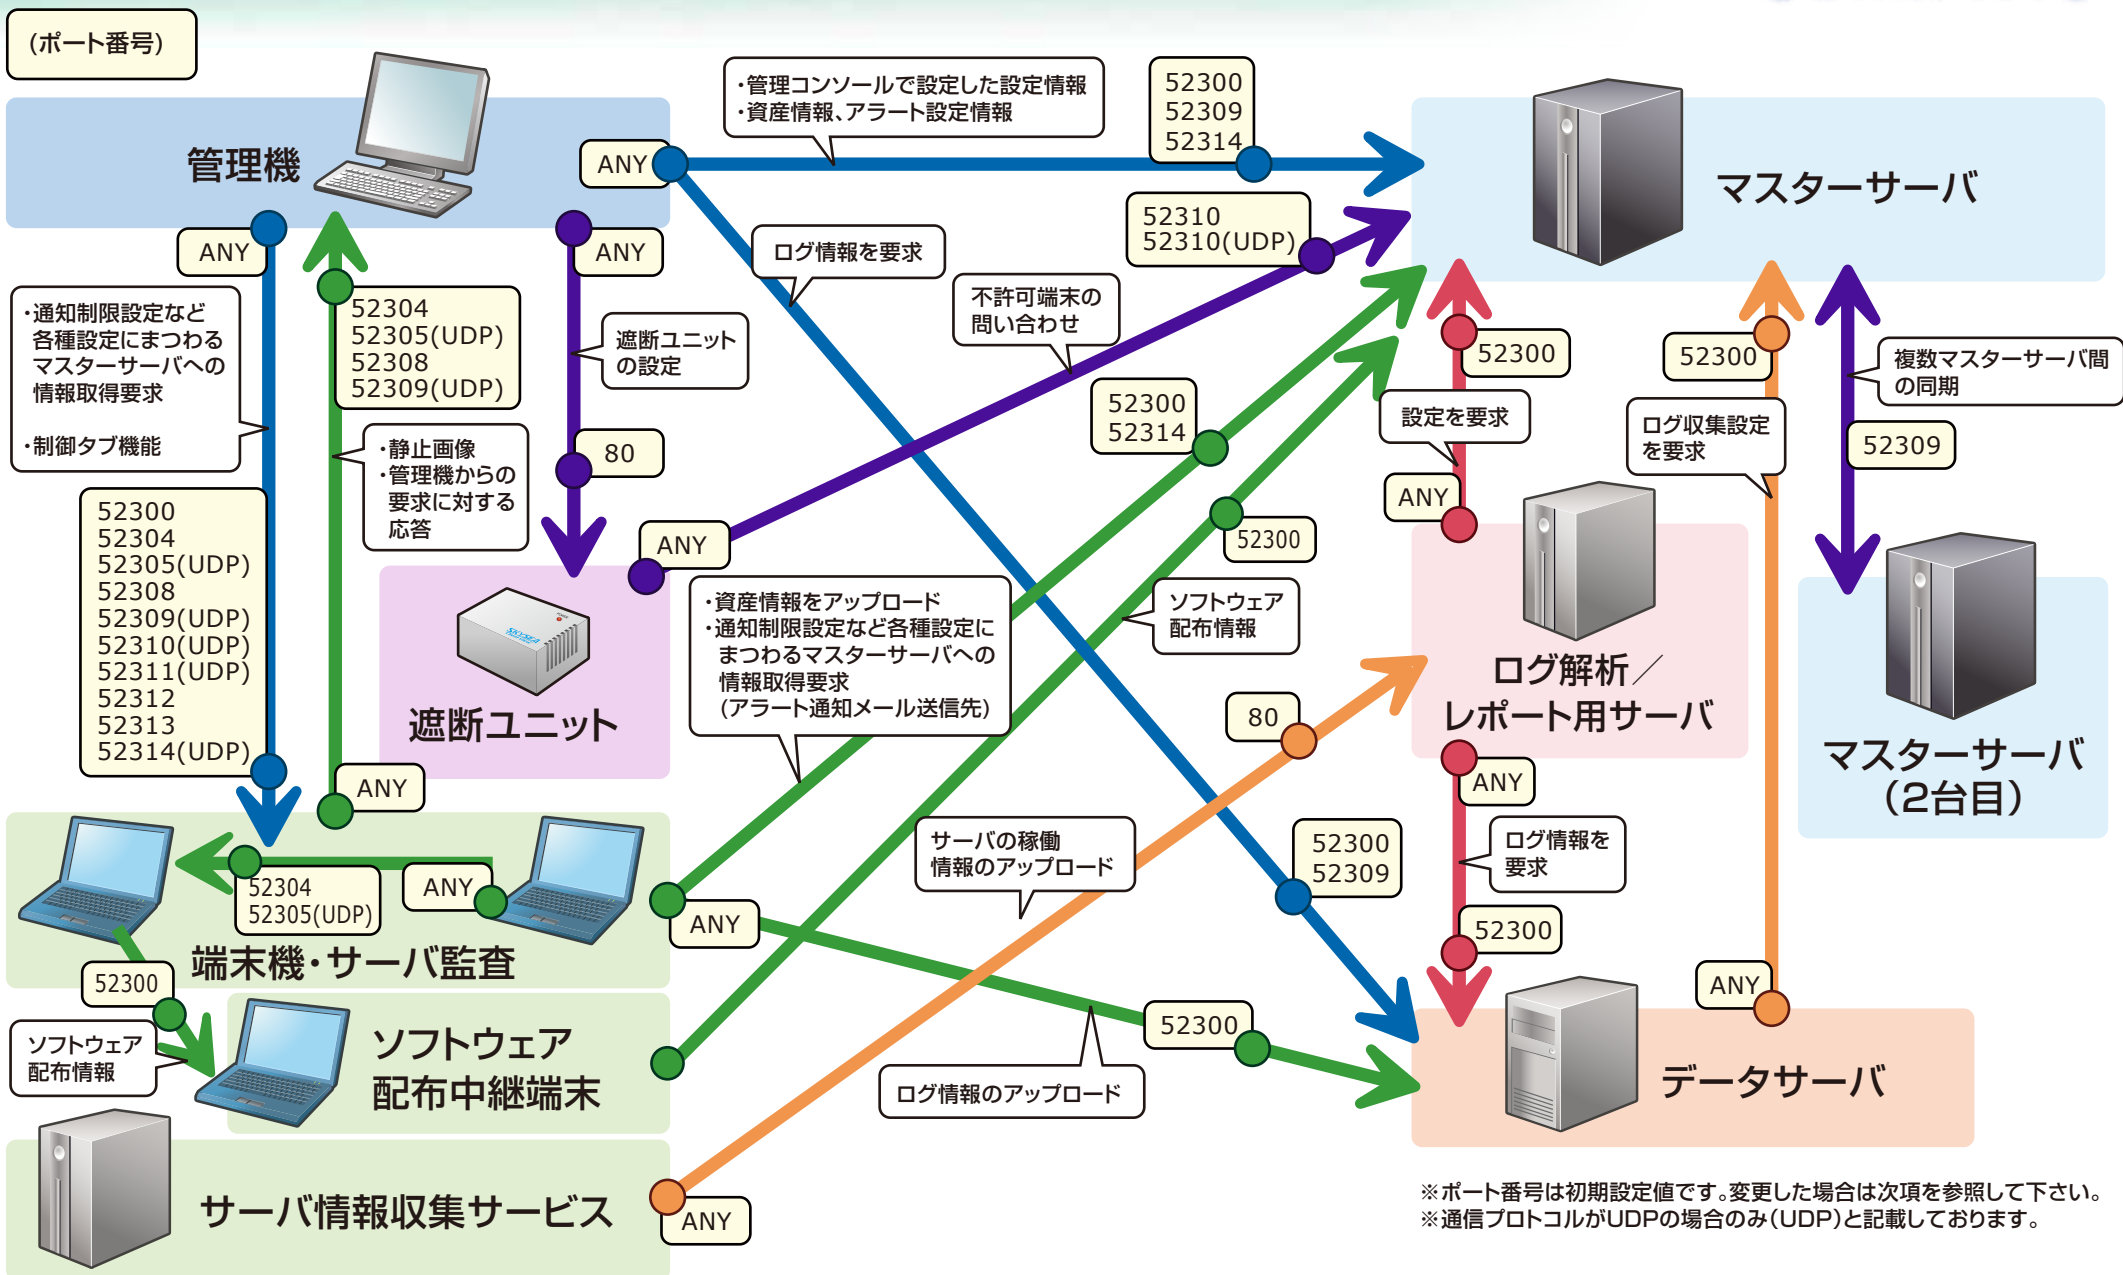 (ポート番号)
・管理コンソールで設定した設定情報
・資産情報、アラート設定情報
52300
52309
52314
管理機
ANY
マスターサーバ
52310
52310(UDP)
ANY
ANY
ログ情報を要求
不許可端末の
問い合わせ
・通知制限設定など
各種設定にまつわる
マスターサーバへの
情報取得要求
・制御タブ機能
52304
52305(UDP)
52308
52309(UDP)
遮断ユニット
の設定
52300
52300
複数マスターサーバ間
の同期
52300
52314
設定を要求
ログ収集設定
を要求
52309
・静止画像
・管理機からの
要求に対する
応答
80
ANY
52300
52304
52305(UDP)
52308
52309(UDP)
52310(UDP)
52311(UDP)
52312
52313
52314(UDP)
ANY
52300
SKYSEA
遮断ユニット
・資産情報をアップロード
・通知制限設定など各種設定に
まつわるマスターサーバへの
情報取得要求
(アラート通知メール送信先)
ソフトウェア
配布情報
ログ解析／
レポート用サーバ
80
マスターサーバ
(2台目)
ANY
ANY
サーバの稼働
情報のアップロード
52300
52309
ログ情報を
要求
52304
52305(UDP)
ANY
ANY
52300
端末機・サーバ監査
52300
ANY
ソフトウェア
配布情報
ソフトウェア
配布中継端末
52300
ログ情報のアップロード
データサーバ
サーバ情報収集サービス
ANY
※ポート番号は初期設定値です。変更した場合は次項を参照して下さい。
※通信プロトコルがUDPの場合のみ(UDP)と記載しております。